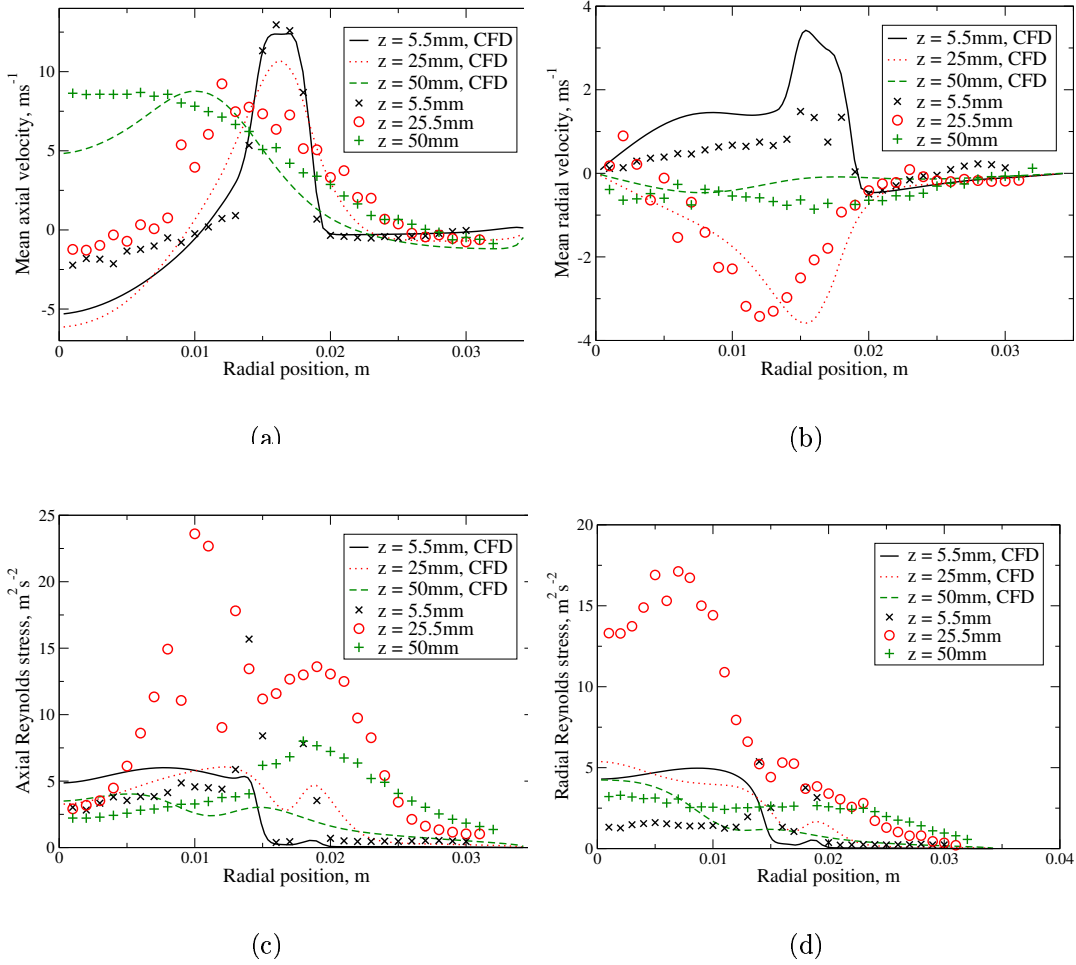 Mean axial velocity, ms-1
10
5
0
-5
0
0.01
0.02
0.03
Radial position, m
z = 5.5mm, CFD
z = 25mm, CFD
z = 50mm, CFD
z = 5.5mm
z = 25.5mm
z = 50mm
(a)
Mean radial velocity, ms-1
4
2
0
-2
-4
0
0.01
0.02
0.03
Radial position, m
z = 5.5mm, CFD
z = 25mm, CFD
z = 50mm, CFD
z = 5.5mm
z = 25.5mm
z = 50mm
(b)
Axial Reynolds stress, m2s-2
25
20
15
10
5
0
0
0.01
0.02
0.03
Radial position, m
z = 5.5mm, CFD
z = 25mm, CFD
z = 50mm, CFD
z = 5.5mm
z = 25.5mm
z = 50mm
(c)
Radial Reynolds stress, m2s-2
20
15
10
5
0
0
0.01
0.02
0.03
0.04
Radial position, m
z = 5.5mm, CFD
z = 25mm, CFD
z = 50mm, CFD
z = 5.5mm
z = 25.5mm
z = 50mm
(d)